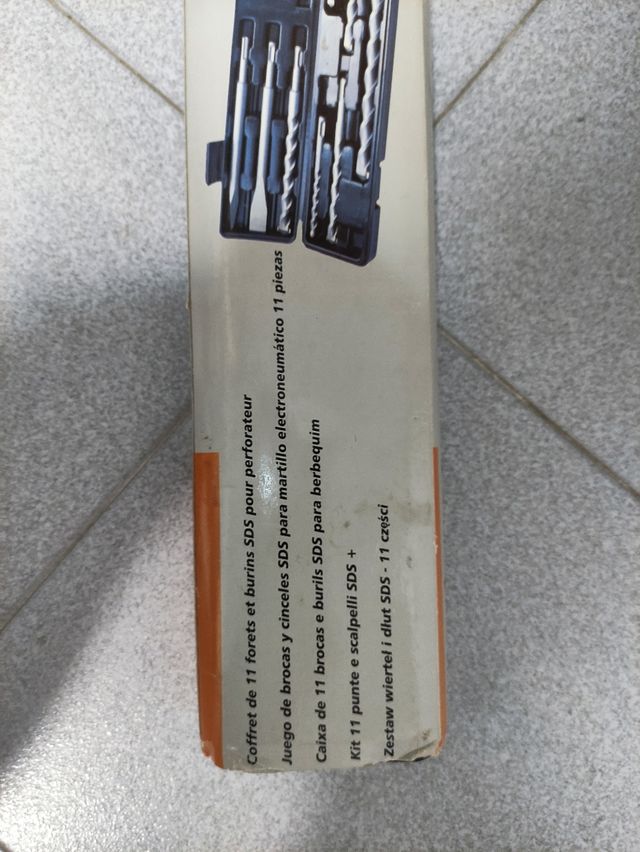 Coffret de 11 forets et burins SDS pour perforateur
Juego de brocas y cinceles SDS para martillo electroneumático 11 piezas
Caixa de 11 brocas e burils SDS para berbequim
Kit 11 punte e scalpelli SDS +
Zestaw wierteł i dłut SDS - 11 części